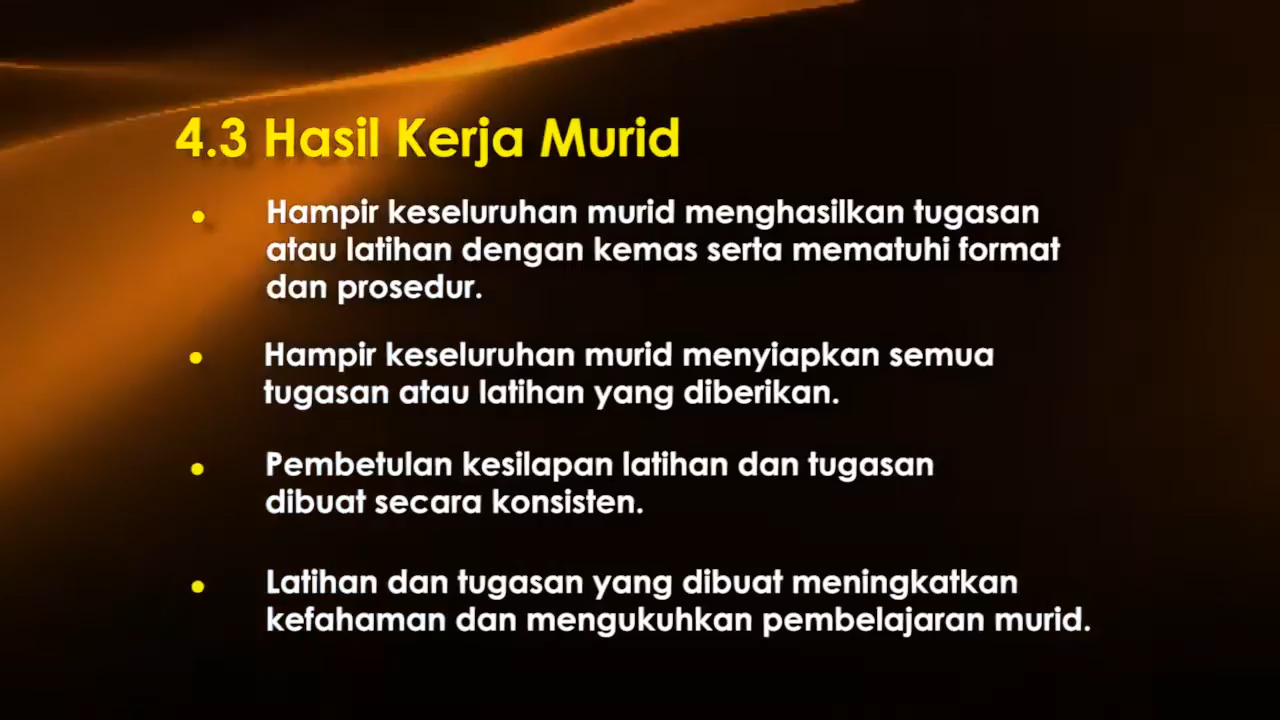 4.3 Hasil Kerja Murid
• Hampir keseluruhan murid menghasilkan tugasan
atau latihan dengan kemas serta mematuhi format
dan prosedur.
• Hampir keseluruhan murid menyiapkan semua
tugasan atau latihan yang diberikan.
• Pembetulan kesilapan latihan dan tugasan
dibuat secara konsisten.
• Latihan dan tugasan yang dibuat meningkatkan
kefahaman dan mengukuhkan pembelajaran murid.